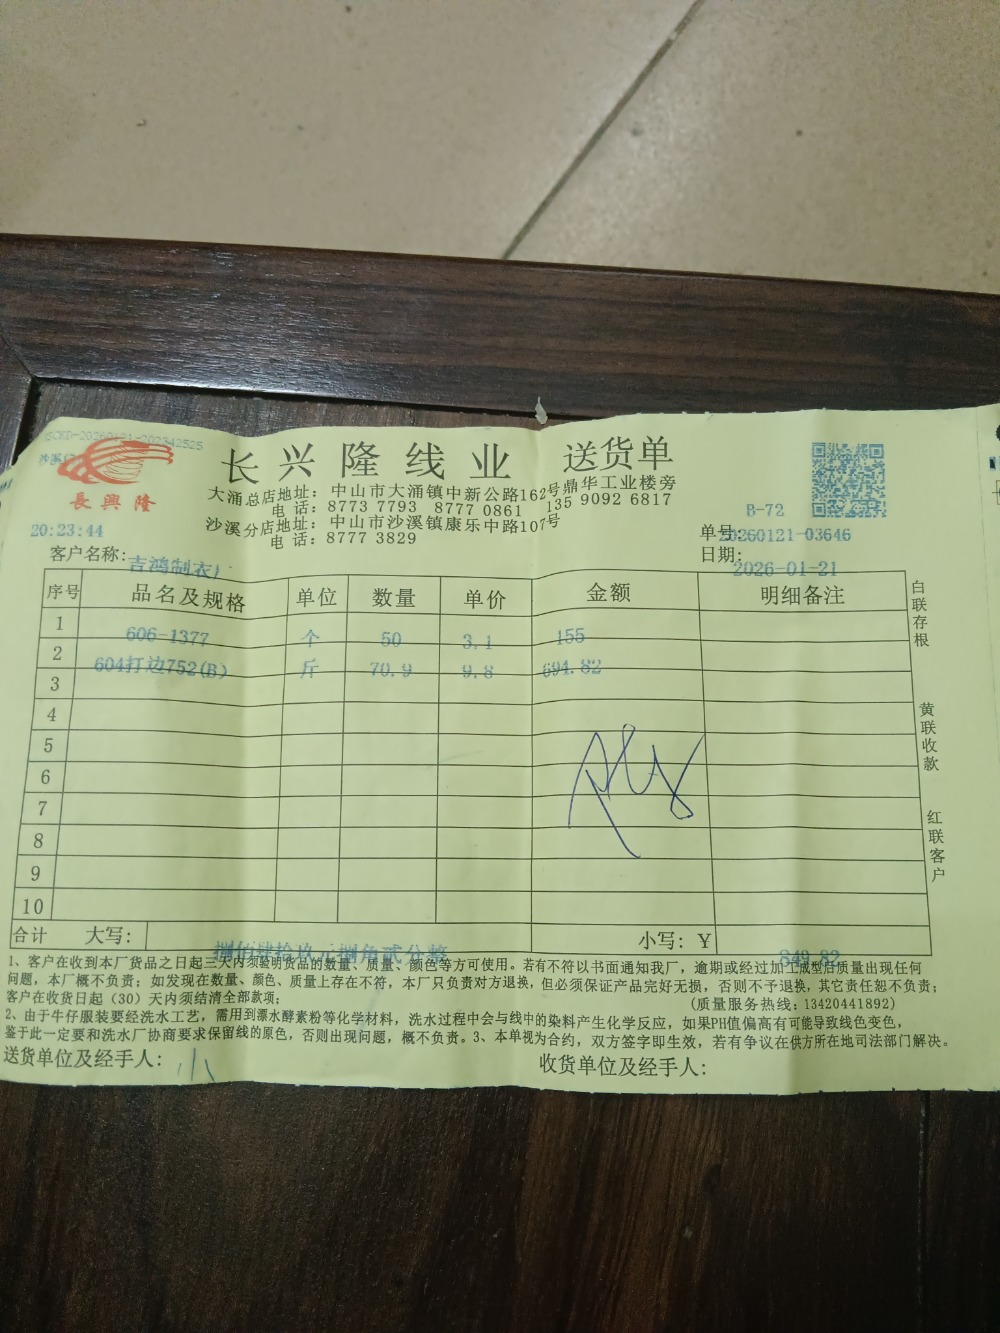 長興隆
长兴隆线业 送货单
大涌总店地址：中山市大涌镇中新公路162号鼎华工业楼旁
电话：8773 7793 8777 0861 135 9092 6817
沙溪分店地址：中山市沙溪镇康乐中路107号
电话：8777 3829
B-72
20:23:44
单号:20260121-03646
客户名称：吉鸿制衣厂
日期：2026-01-21
序号 品名及规格 单位 数量 单价 金额 明细备注
1 606-1377 个 50 3.1 155
2 604打边752(B) 斤 70.9 9.8 694.82
3
4
5
6
7
8
9
10
合计 大写：捌佰肆拾玖元捌角贰分整 小写：￥849.82
白联存根
黄联收款
红联客户
1、客户在收到本厂货品之日起三天内须验明货品的数量、质量、颜色等方可使用。若有不符以书面通知我厂，逾期或经过加工成型后质量出现任何
问题，本厂概不负责；如发现在数量、颜色、质量上存在不符，本厂只负责对方退换，但必须保证产品完好无损，否则不予退换，其它责任恕不负责；
客户在收货日起（30）天内须结清全部款项； (质量服务热线：13420441892)
2、由于牛仔服装要经洗水工艺，需用到漂水酵素粉等化学材料，洗水过程中会与线中的染料产生化学反应，如果PH值偏高有可能导致线色变色，
鉴于此一定要和洗水厂协商要求保留线的原色，否则出现问题，概不负责。3、本单视为合约，双方签字即生效，若有争议在供方所在地司法部门解决。
送货单位及经手人： 收货单位及经手人：